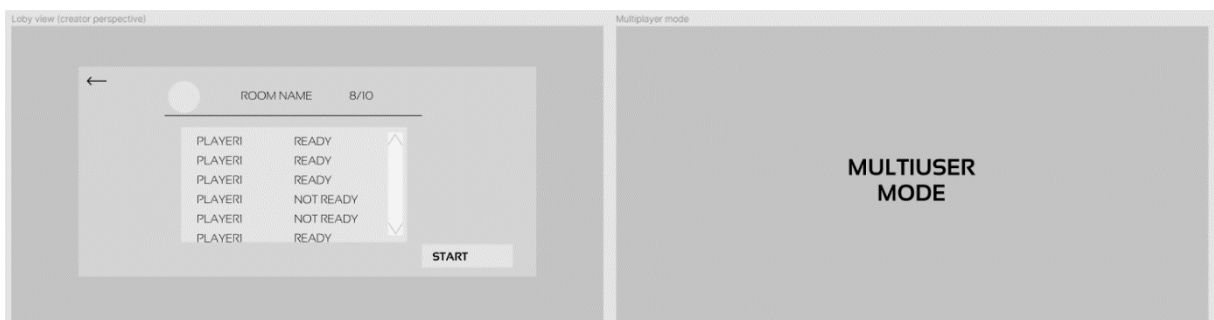 Loby view (creator perspective)
Multiplayer mode
ROOM NAME 8/10
PLAYER1 READY
PLAYER1 READY
PLAYER1 READY
PLAYER1 NOT READY
PLAYER1 NOT READY
PLAYER1 READY
START
MULTIUSER
MODE